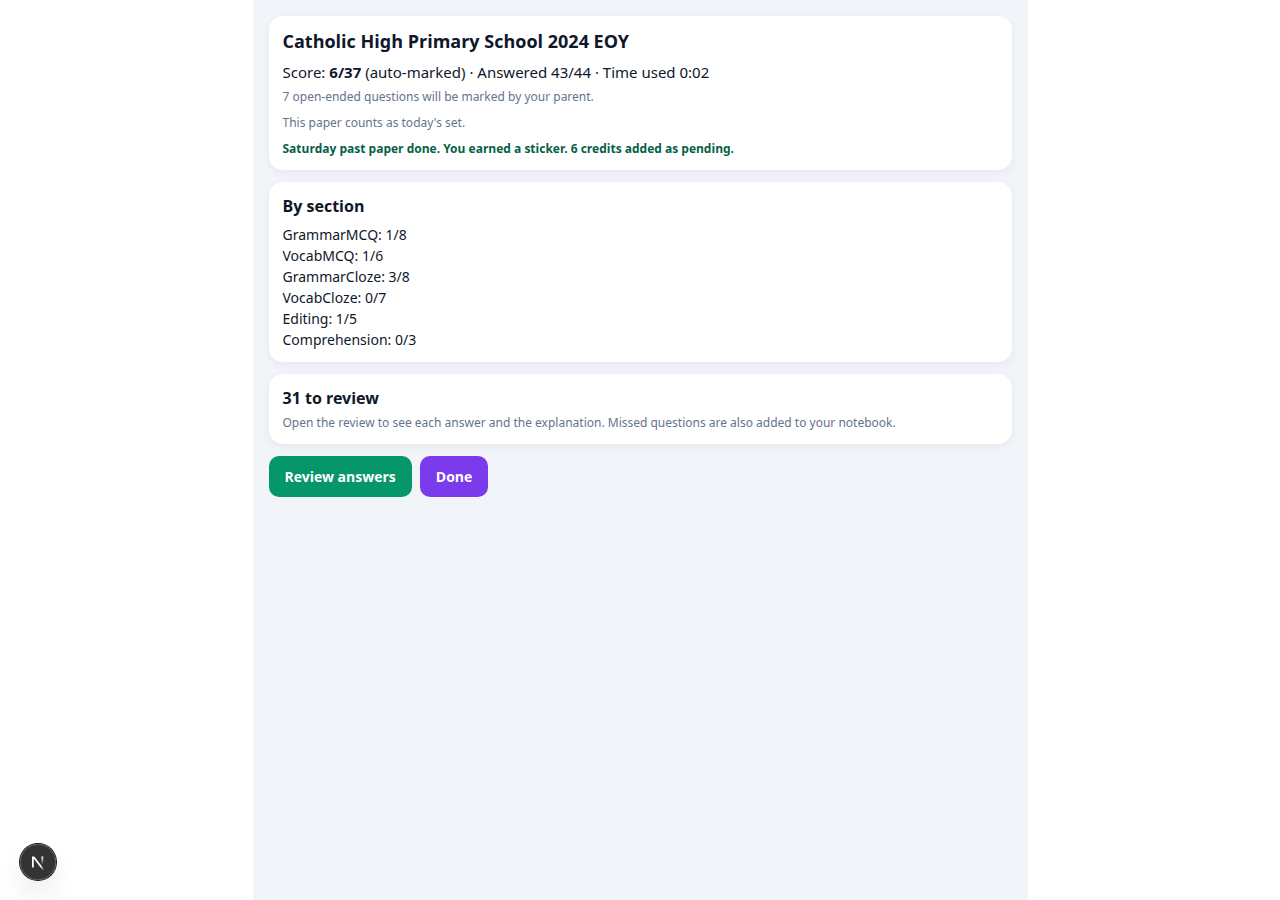 Catholic High Primary School 2024 EOY
Score: 6/37 (auto-marked) · Answered 43/44 · Time used 0:02
7 open-ended questions will be marked by your parent.
This paper counts as today's set.
Saturday past paper done. You earned a sticker. 6 credits added as pending.
By section
GrammarMCQ: 1/8
VocabMCQ: 1/6
GrammarCloze: 3/8
VocabCloze: 0/7
Editing: 1/5
Comprehension: 0/3
31 to review
Open the review to see each answer and the explanation. Missed questions are also added to your notebook.
Review answers
Done
N